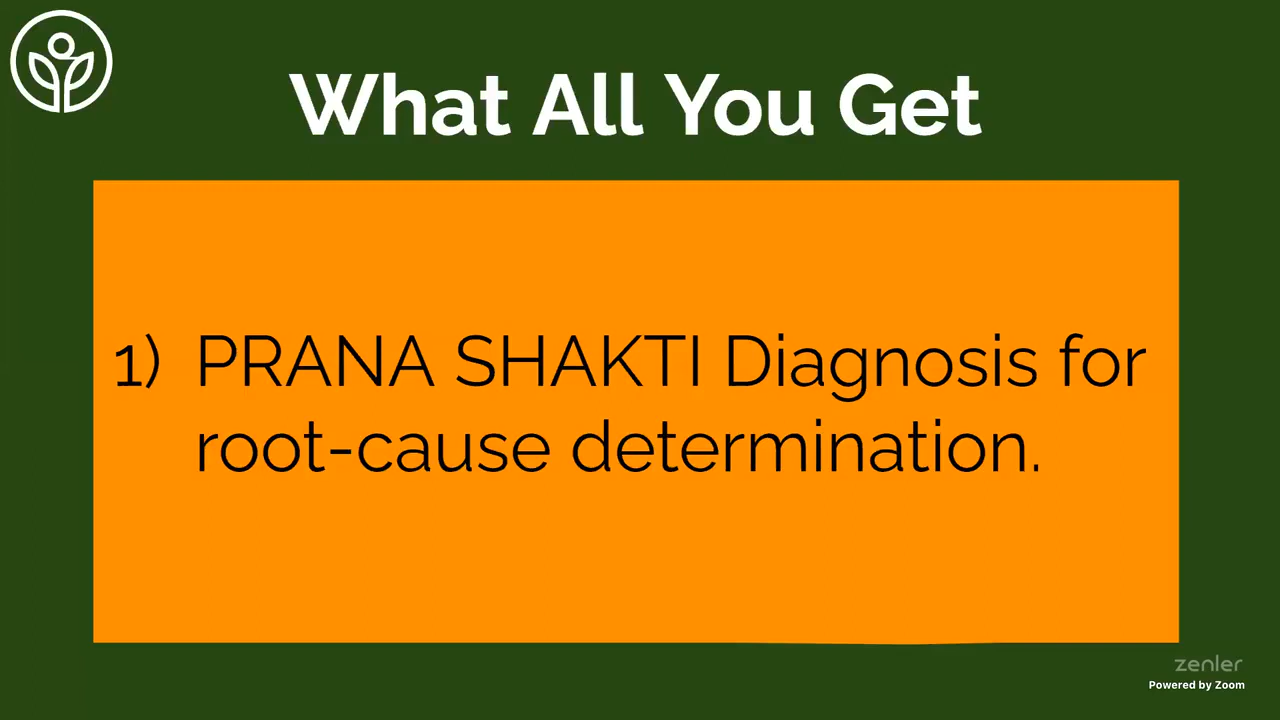 What All You Get
1) PRANA SHAKTI Diagnosis for
root-cause determination.
zenler
Powered by Zoom